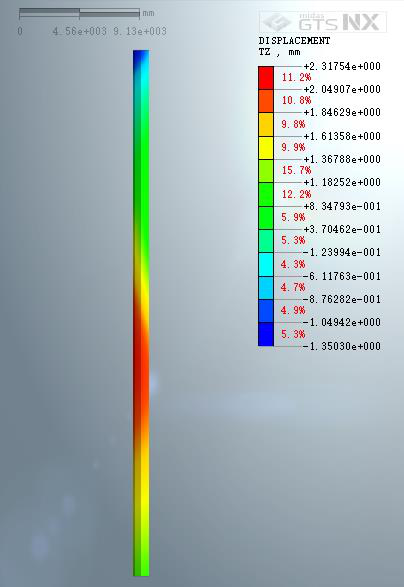 mm
0 4.56e+003 9.13e+003
midas
GTS NX
DISPLACEMENT
TZ , mm
+2.31754e+000
11.2%
+2.04907e+000
10.8%
+1.84629e+000
9.8%
+1.61358e+000
9.9%
+1.36788e+000
15.7%
+1.18252e+000
12.2%
+8.34793e-001
5.9%
+3.70462e-001
5.3%
-1.23994e-001
4.3%
-6.11763e-001
4.7%
-8.76282e-001
4.9%
-1.04942e+000
5.3%
-1.35030e+000